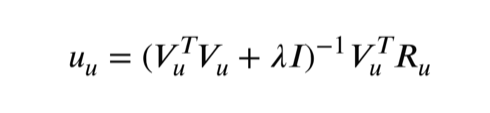 u_u = (V_u^T V_u + λI)^{-1} V_u^T R_u